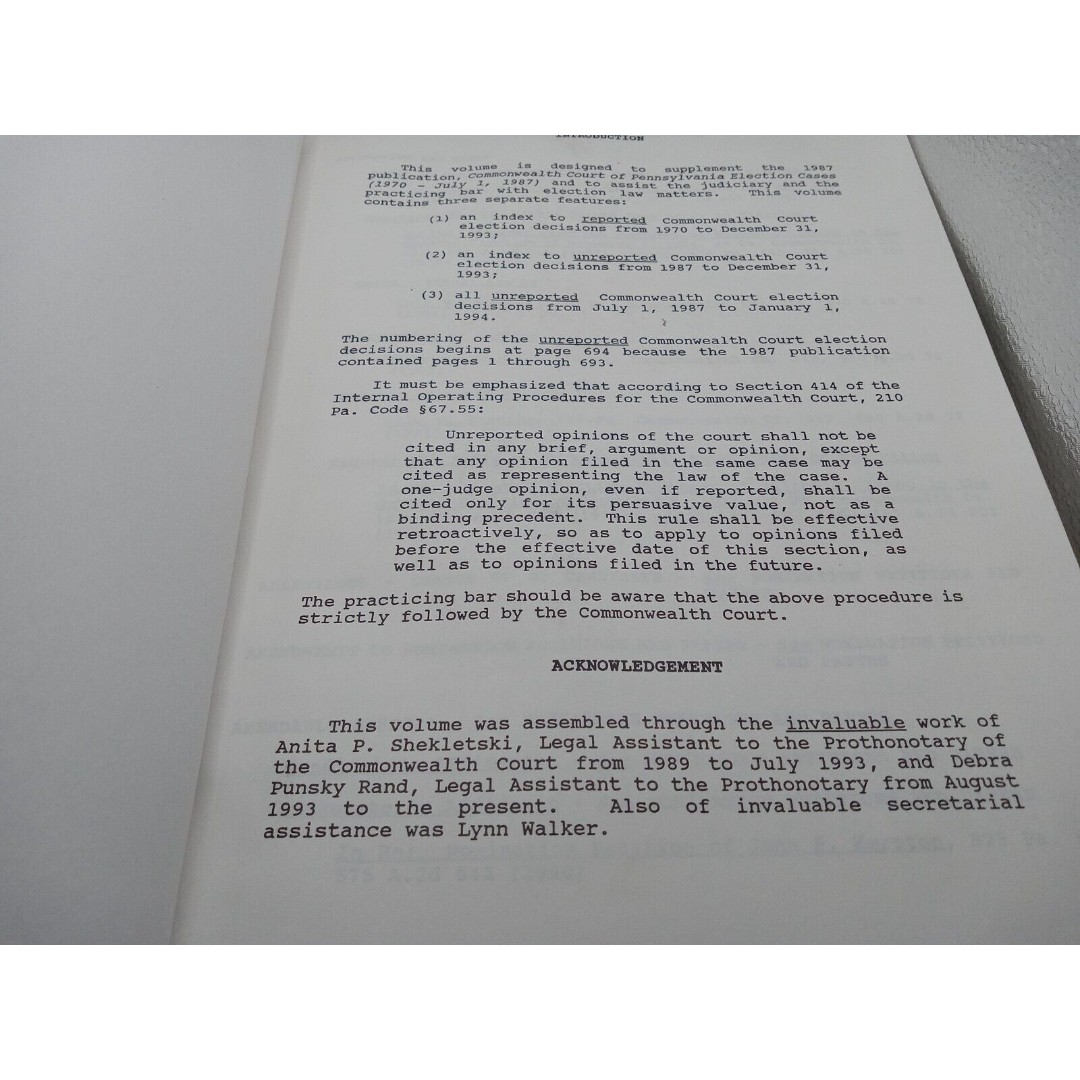 INTRODUCTION
This volume is designed to supplement the 1987
publication, Commonwealth Court of Pennsylvania Election Cases
(1970 - July 1, 1987) and to assist the judiciary and the
practicing bar with election law matters. This volume
contains three separate features:
(1) an index to reported Commonwealth Court
election decisions from 1970 to December 31,
1993;
(2) an index to unreported Commonwealth Court
election decisions from 1987 to December 31,
1993;
(3) all unreported Commonwealth Court election
decisions from July 1, 1987 to January 1,
1994.
The numbering of the unreported Commonwealth Court election
decisions begins at page 694 because the 1987 publication
contained pages 1 through 693.
It must be emphasized that according to Section 414 of the
Internal Operating Procedures for the Commonwealth Court, 210
Pa. Code §67.55:
Unreported opinions of the court shall not be
cited in any brief, argument or opinion, except
that any opinion filed in the same case may be
cited as representing the law of the case. A
one-judge opinion, even if reported, shall be
cited only for its persuasive value, not as a
binding precedent. This rule shall be effective
retroactively, so as to apply to opinions filed
before the effective date of this section, as
well as to opinions filed in the future.
The practicing bar should be aware that the above procedure is
strictly followed by the Commonwealth Court.
ACKNOWLEDGEMENT
This volume was assembled through the invaluable work of
Anita P. Shekletski, Legal Assistant to the Prothonotary of
the Commonwealth Court from 1989 to July 1993, and Debra
Punsky Rand, Legal Assistant to the Prothonotary from August
1993 to the present. Also of invaluable secretarial
assistance was Lynn Walker.